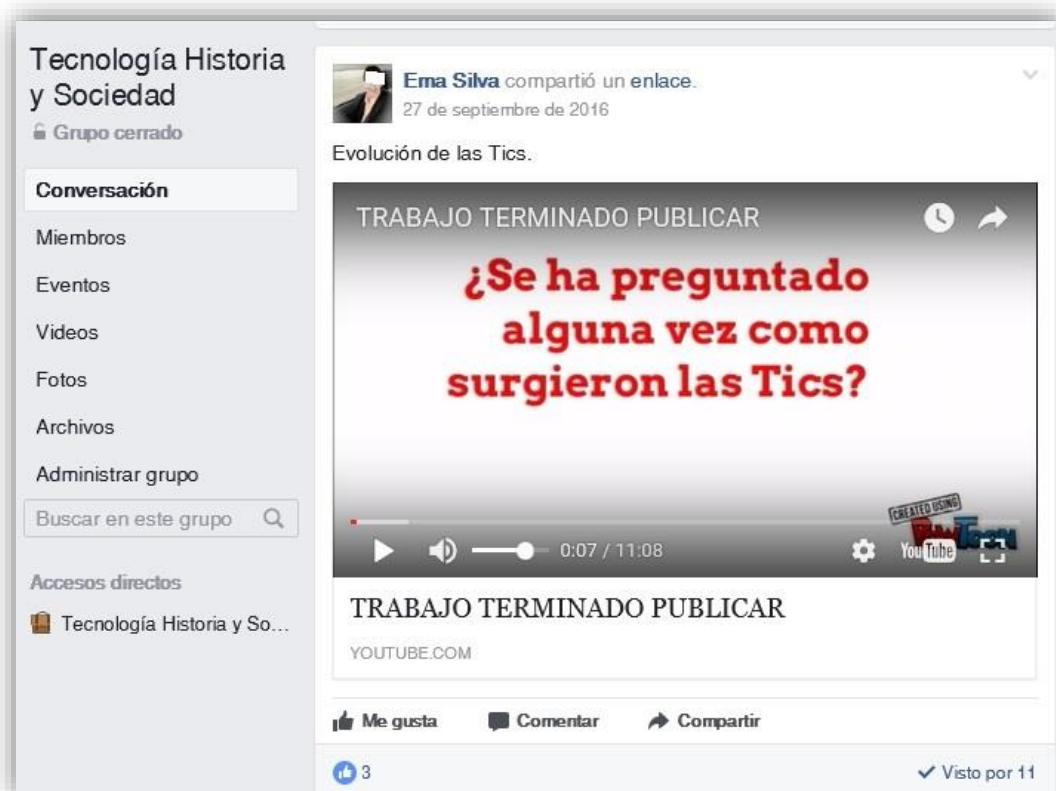 Tecnología Historia
y Sociedad
Grupo cerrado
Conversación
Miembros
Eventos
Videos
Fotos
Archivos
Administrar grupo
Buscar en este grupo
Accesos directos
Tecnología Historia y So...
Ema Silva compartió un enlace.
27 de septiembre de 2016
Evolución de las Tics.
TRABAJO TERMINADO PUBLICAR
¿Se ha preguntado
alguna vez como
surgieron las Tics?
CREATED USING
PowToon
0:07 / 11:08
YouTube
TRABAJO TERMINADO PUBLICAR
YOUTUBE.COM
Me gusta Comentar Compartir
3 Visto por 11